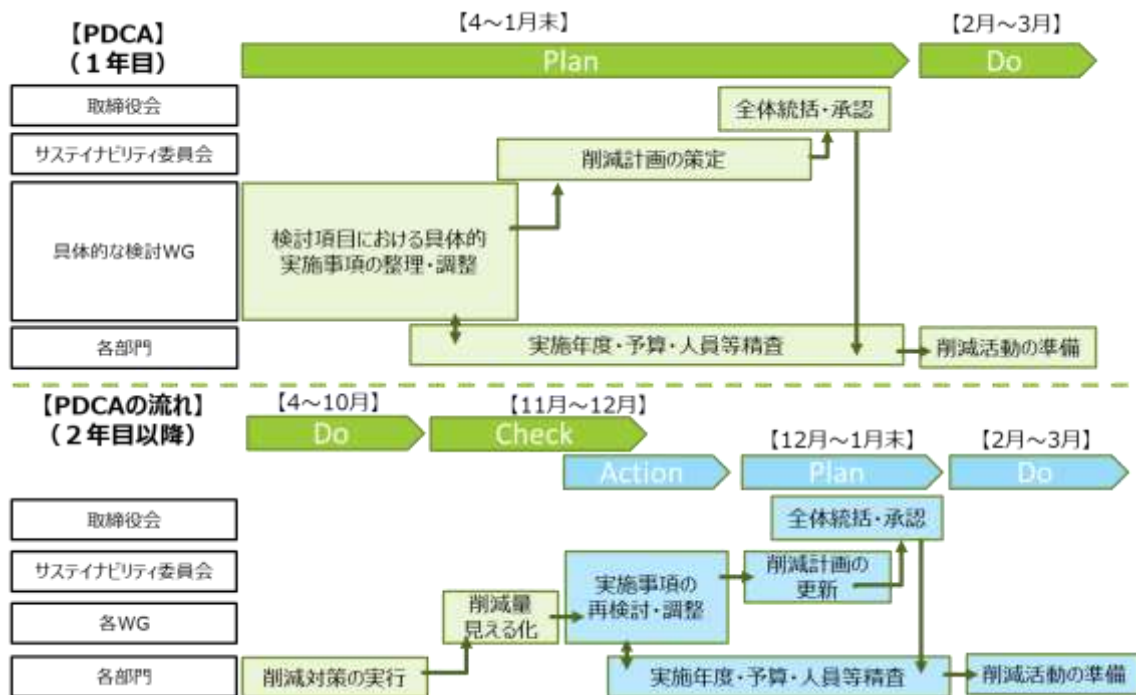 【PDCA】
（１年目）
【4～1月末】
【2月～3月】
Plan
Do
取締役会
全体統括・承認
サステイナビリティ委員会
削減計画の策定
具体的な検討WG
検討項目における具体的
実施事項の整理・調整
各部門
実施年度・予算・人員等精査
削減活動の準備
【PDCAの流れ】
（２年目以降）
【4～10月】
【11月～12月】
Do
Check
【12月～1月末】
【2月～3月】
Action
Plan
Do
取締役会
全体統括・承認
サステイナビリティ委員会
実施事項の
再検討・調整
削減計画の
更新
各WG
削減量
見える化
各部門
削減対策の実行
実施年度・予算・人員等精査
削減活動の準備